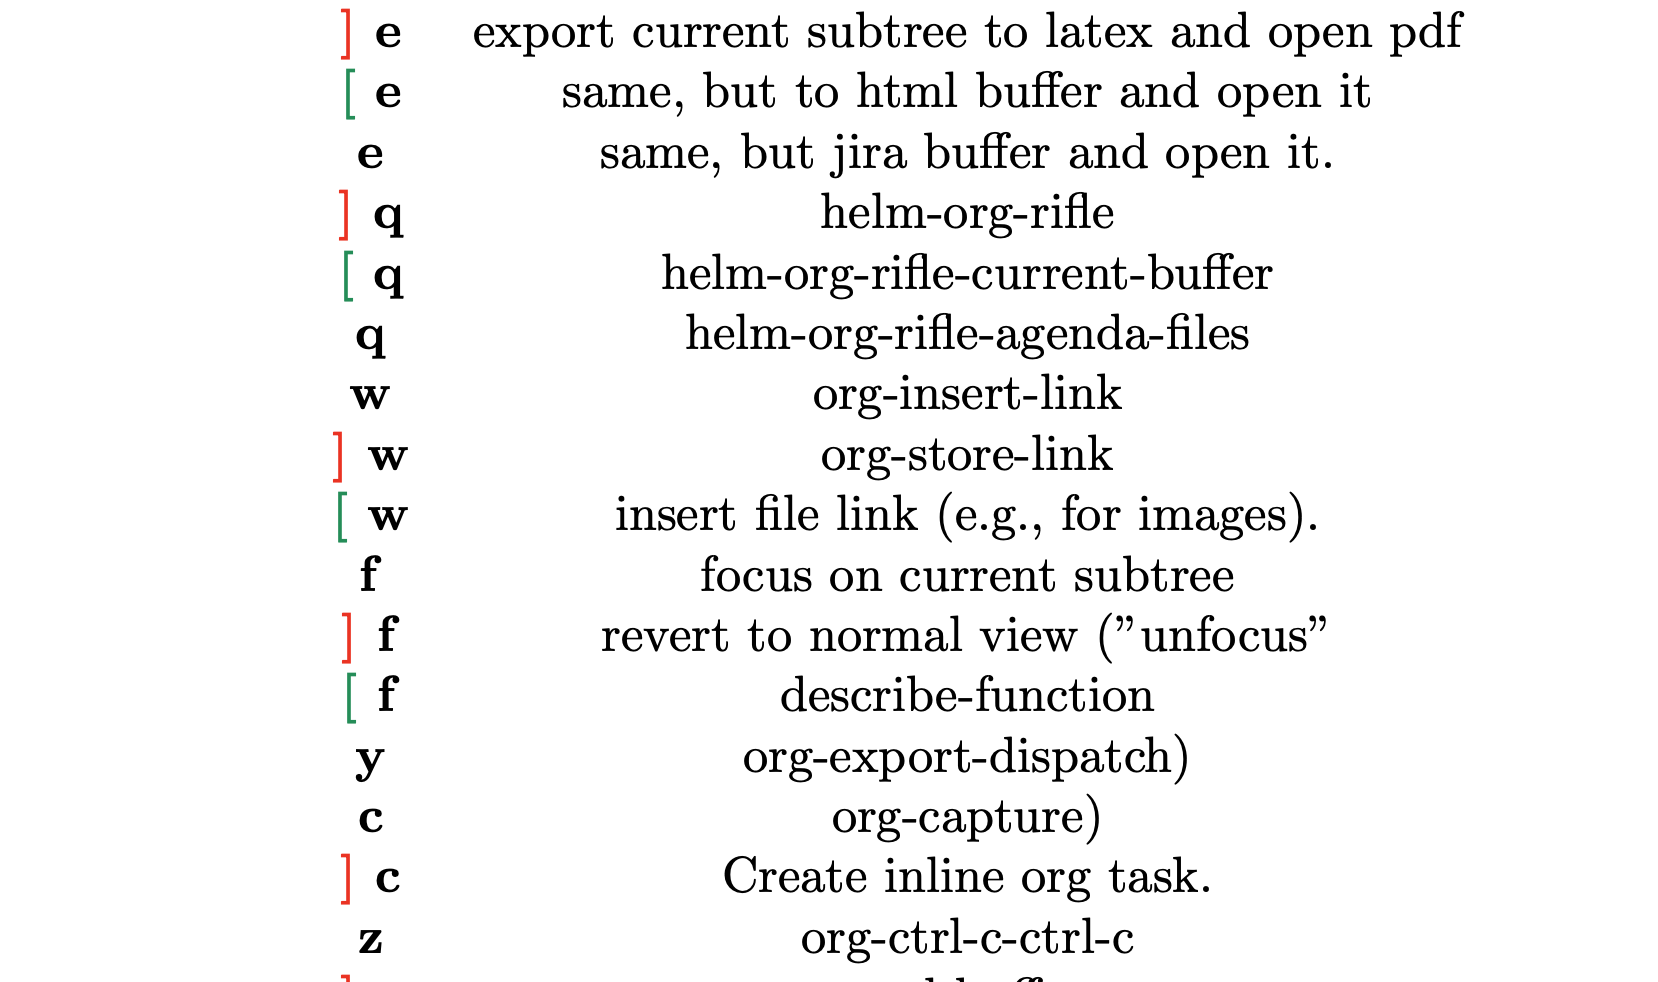 ] e export current subtree to latex and open pdf
[ e same, but to html buffer and open it
e same, but jira buffer and open it.
] q helm-org-rifle
[ q helm-org-rifle-current-buffer
q helm-org-rifle-agenda-files
w org-insert-link
] w org-store-link
[ w insert file link (e.g., for images).
f focus on current subtree
] f revert to normal view (”unfocus”
[ f describe-function
y org-export-dispatch)
c org-capture)
] c Create inline org task.
z org-ctrl-c-ctrl-c